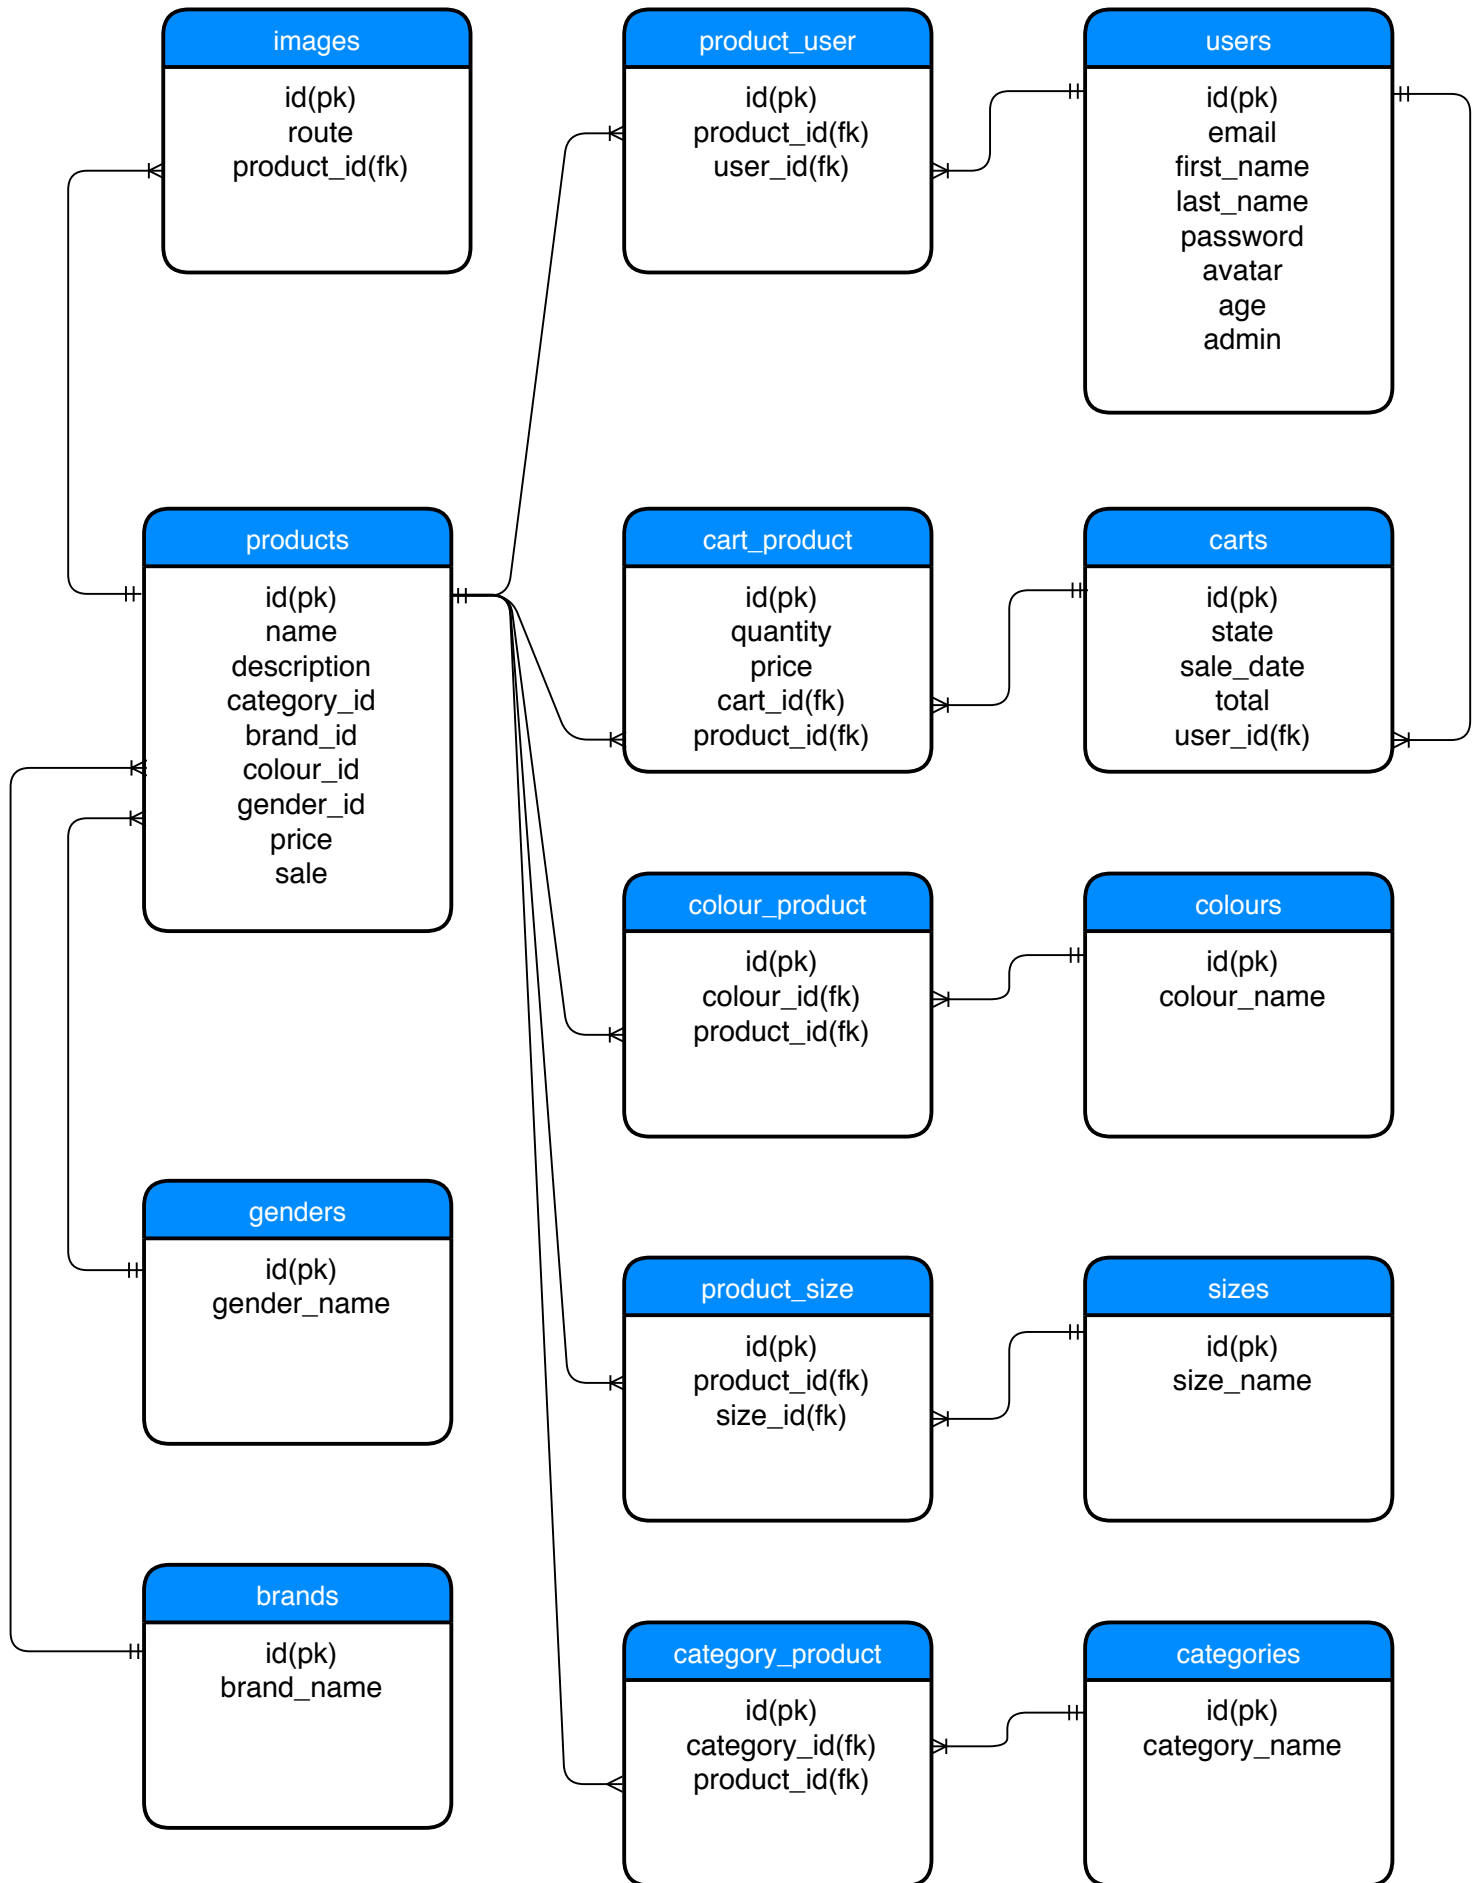 images
id(pk)
route
product_id(fk)
product_user
id(pk)
product_id(fk)
user_id(fk)
users
id(pk)
email
first_name
last_name
password
avatar
age
admin
products
id(pk)
name
description
category_id
brand_id
colour_id
gender_id
price
sale
cart_product
id(pk)
quantity
price
cart_id(fk)
product_id(fk)
carts
id(pk)
state
sale_date
total
user_id(fk)
colour_product
id(pk)
colour_id(fk)
product_id(fk)
colours
id(pk)
colour_name
genders
id(pk)
gender_name
product_size
id(pk)
product_id(fk)
size_id(fk)
sizes
id(pk)
size_name
brands
id(pk)
brand_name
category_product
id(pk)
category_id(fk)
product_id(fk)
categories
id(pk)
category_name